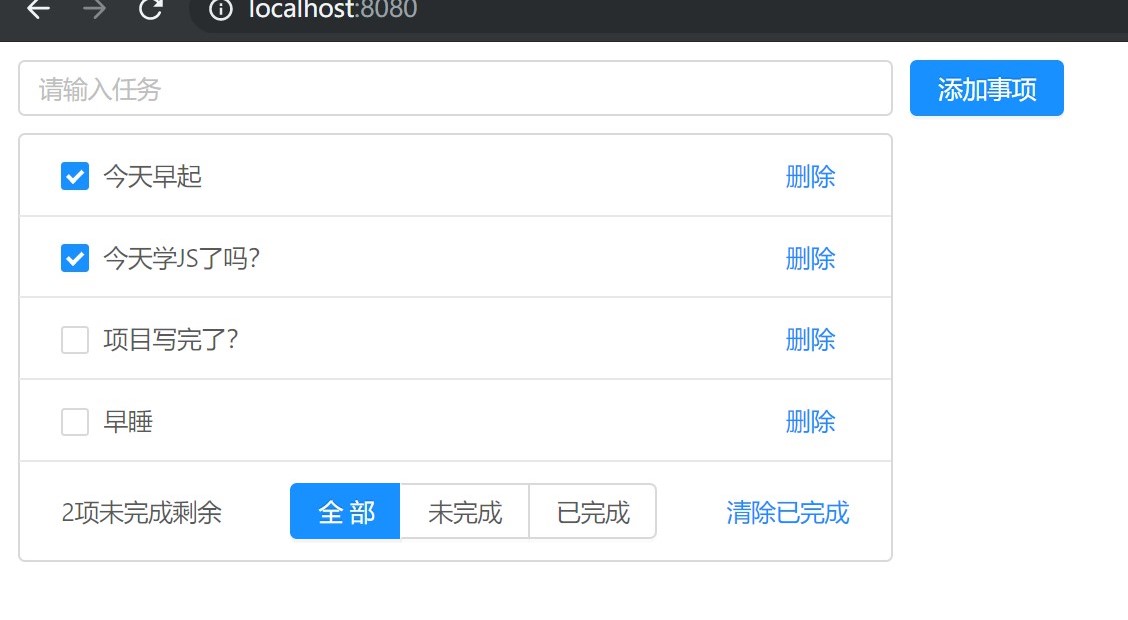 localhost:8080
请输入任务 添加事项
今天早起 删除
今天学JS了吗？ 删除
项目写完了？ 删除
早睡 删除
2项未完成剩余 全部 未完成 已完成 清除已完成